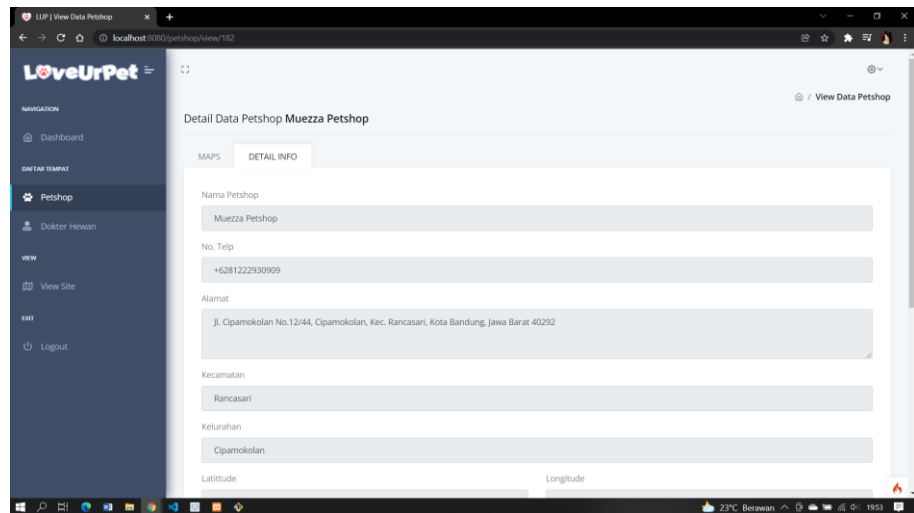 LUP | View Data Petshop
localhost:8080/petshop/view/182
LoveUrPet
View Data Petshop
NAVIGATION
Detail Data Petshop Muezza Petshop
Dashboard
MAPS
DETAIL INFO
DAFTAR TEMPAT
Petshop
Nama Petshop
Muezza Petshop
Dokter Hewan
No. Telp
VIEW
+6281222930909
View Site
Alamat
EXIT
Jl. Cipamokolan No.12/44, Cipamokolan, Kec. Rancasari, Kota Bandung, Jawa Barat 40292
Logout
Kecamatan
Rancasari
Kelurahan
Cipamokolan
Latittude
Longitude
23°C Berawan
1953